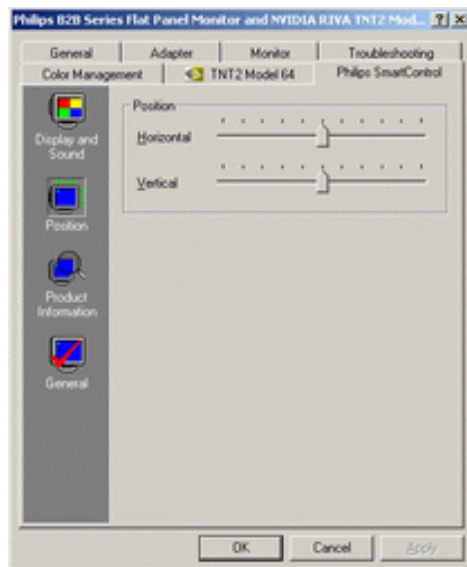 Philips B2B Series Flat Panel Monitor and NVIDIA RIVA TNT2 Mod...
General Adapter Monitor Troubleshooting
Color Management TNT2 Model 64 Philips SmartControl
Display and
Sound
Position
Product
Information
General
Position
Horizontal
Vertical
OK Cancel Apply